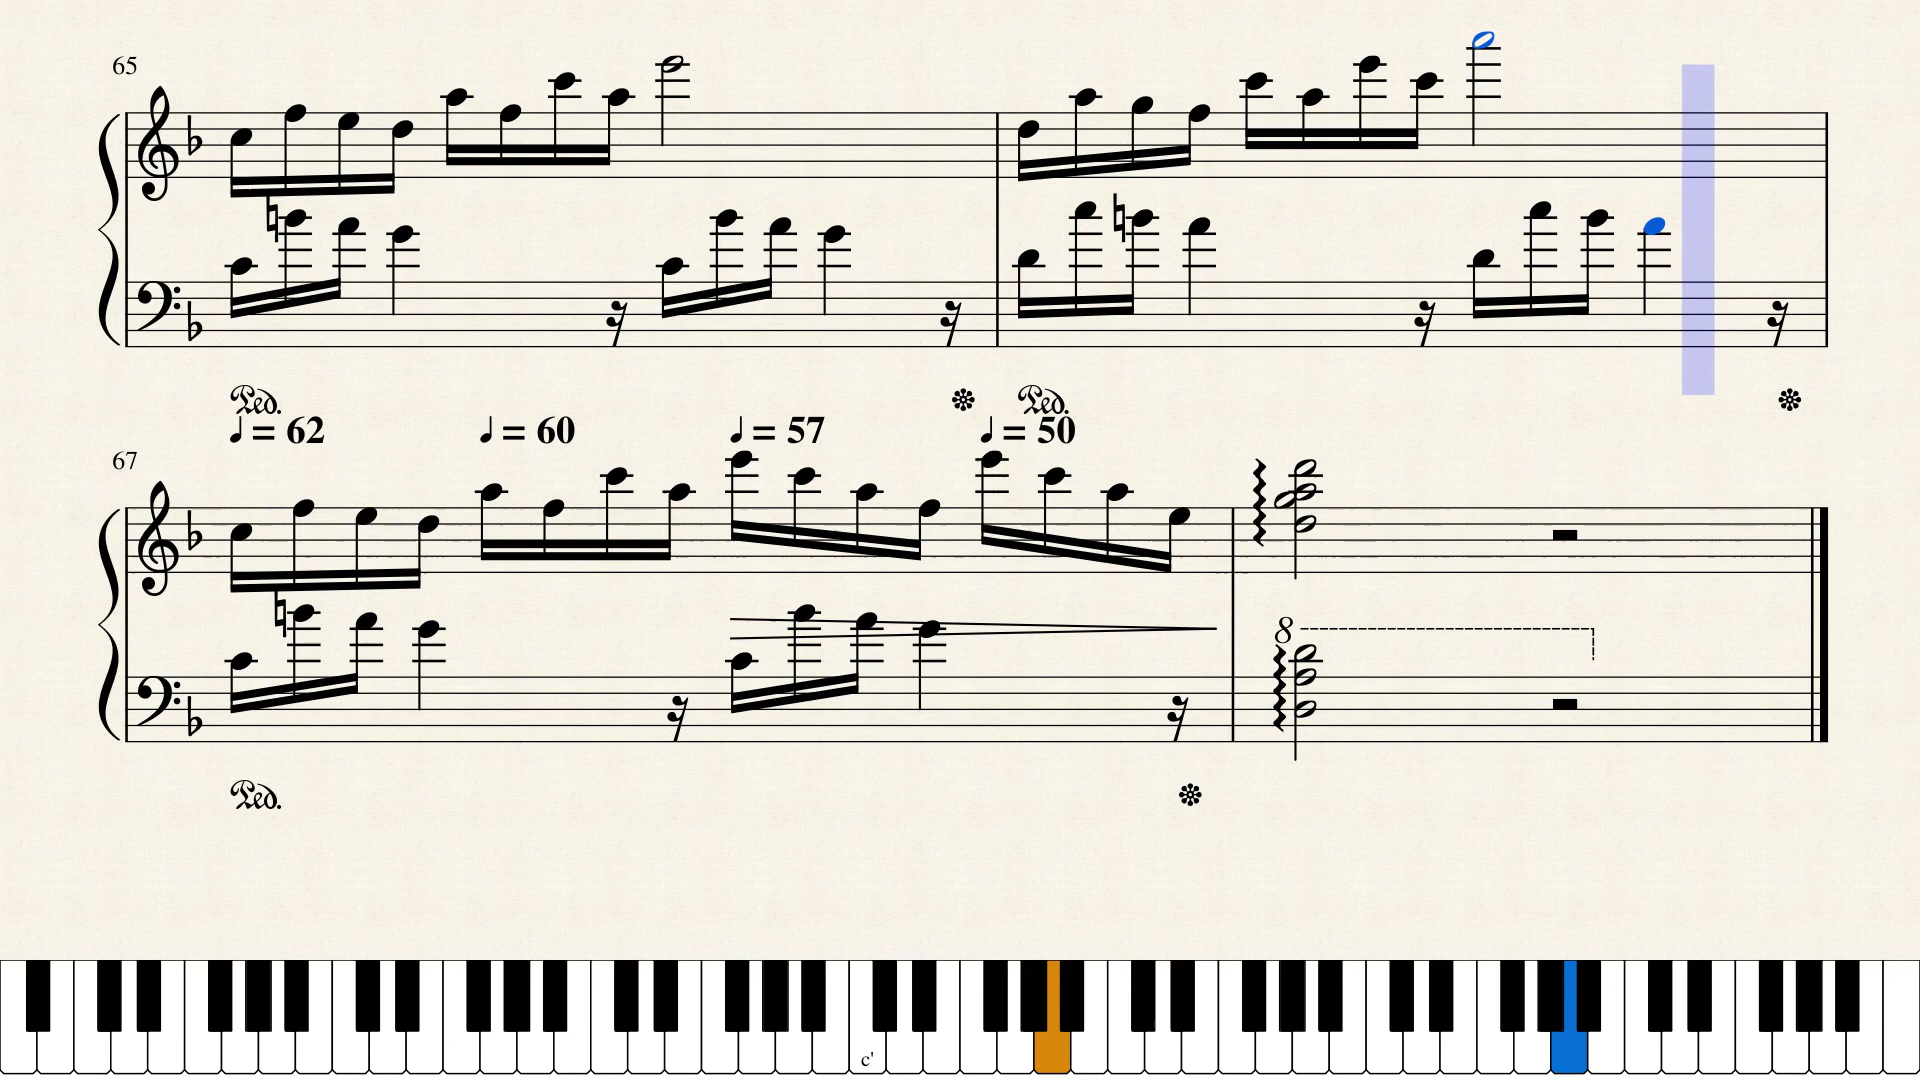 65
Ped. Ped.
♩ = 62 ♩ = 60 ♩ = 57 ♩ = 50
67
8
Ped.
c'